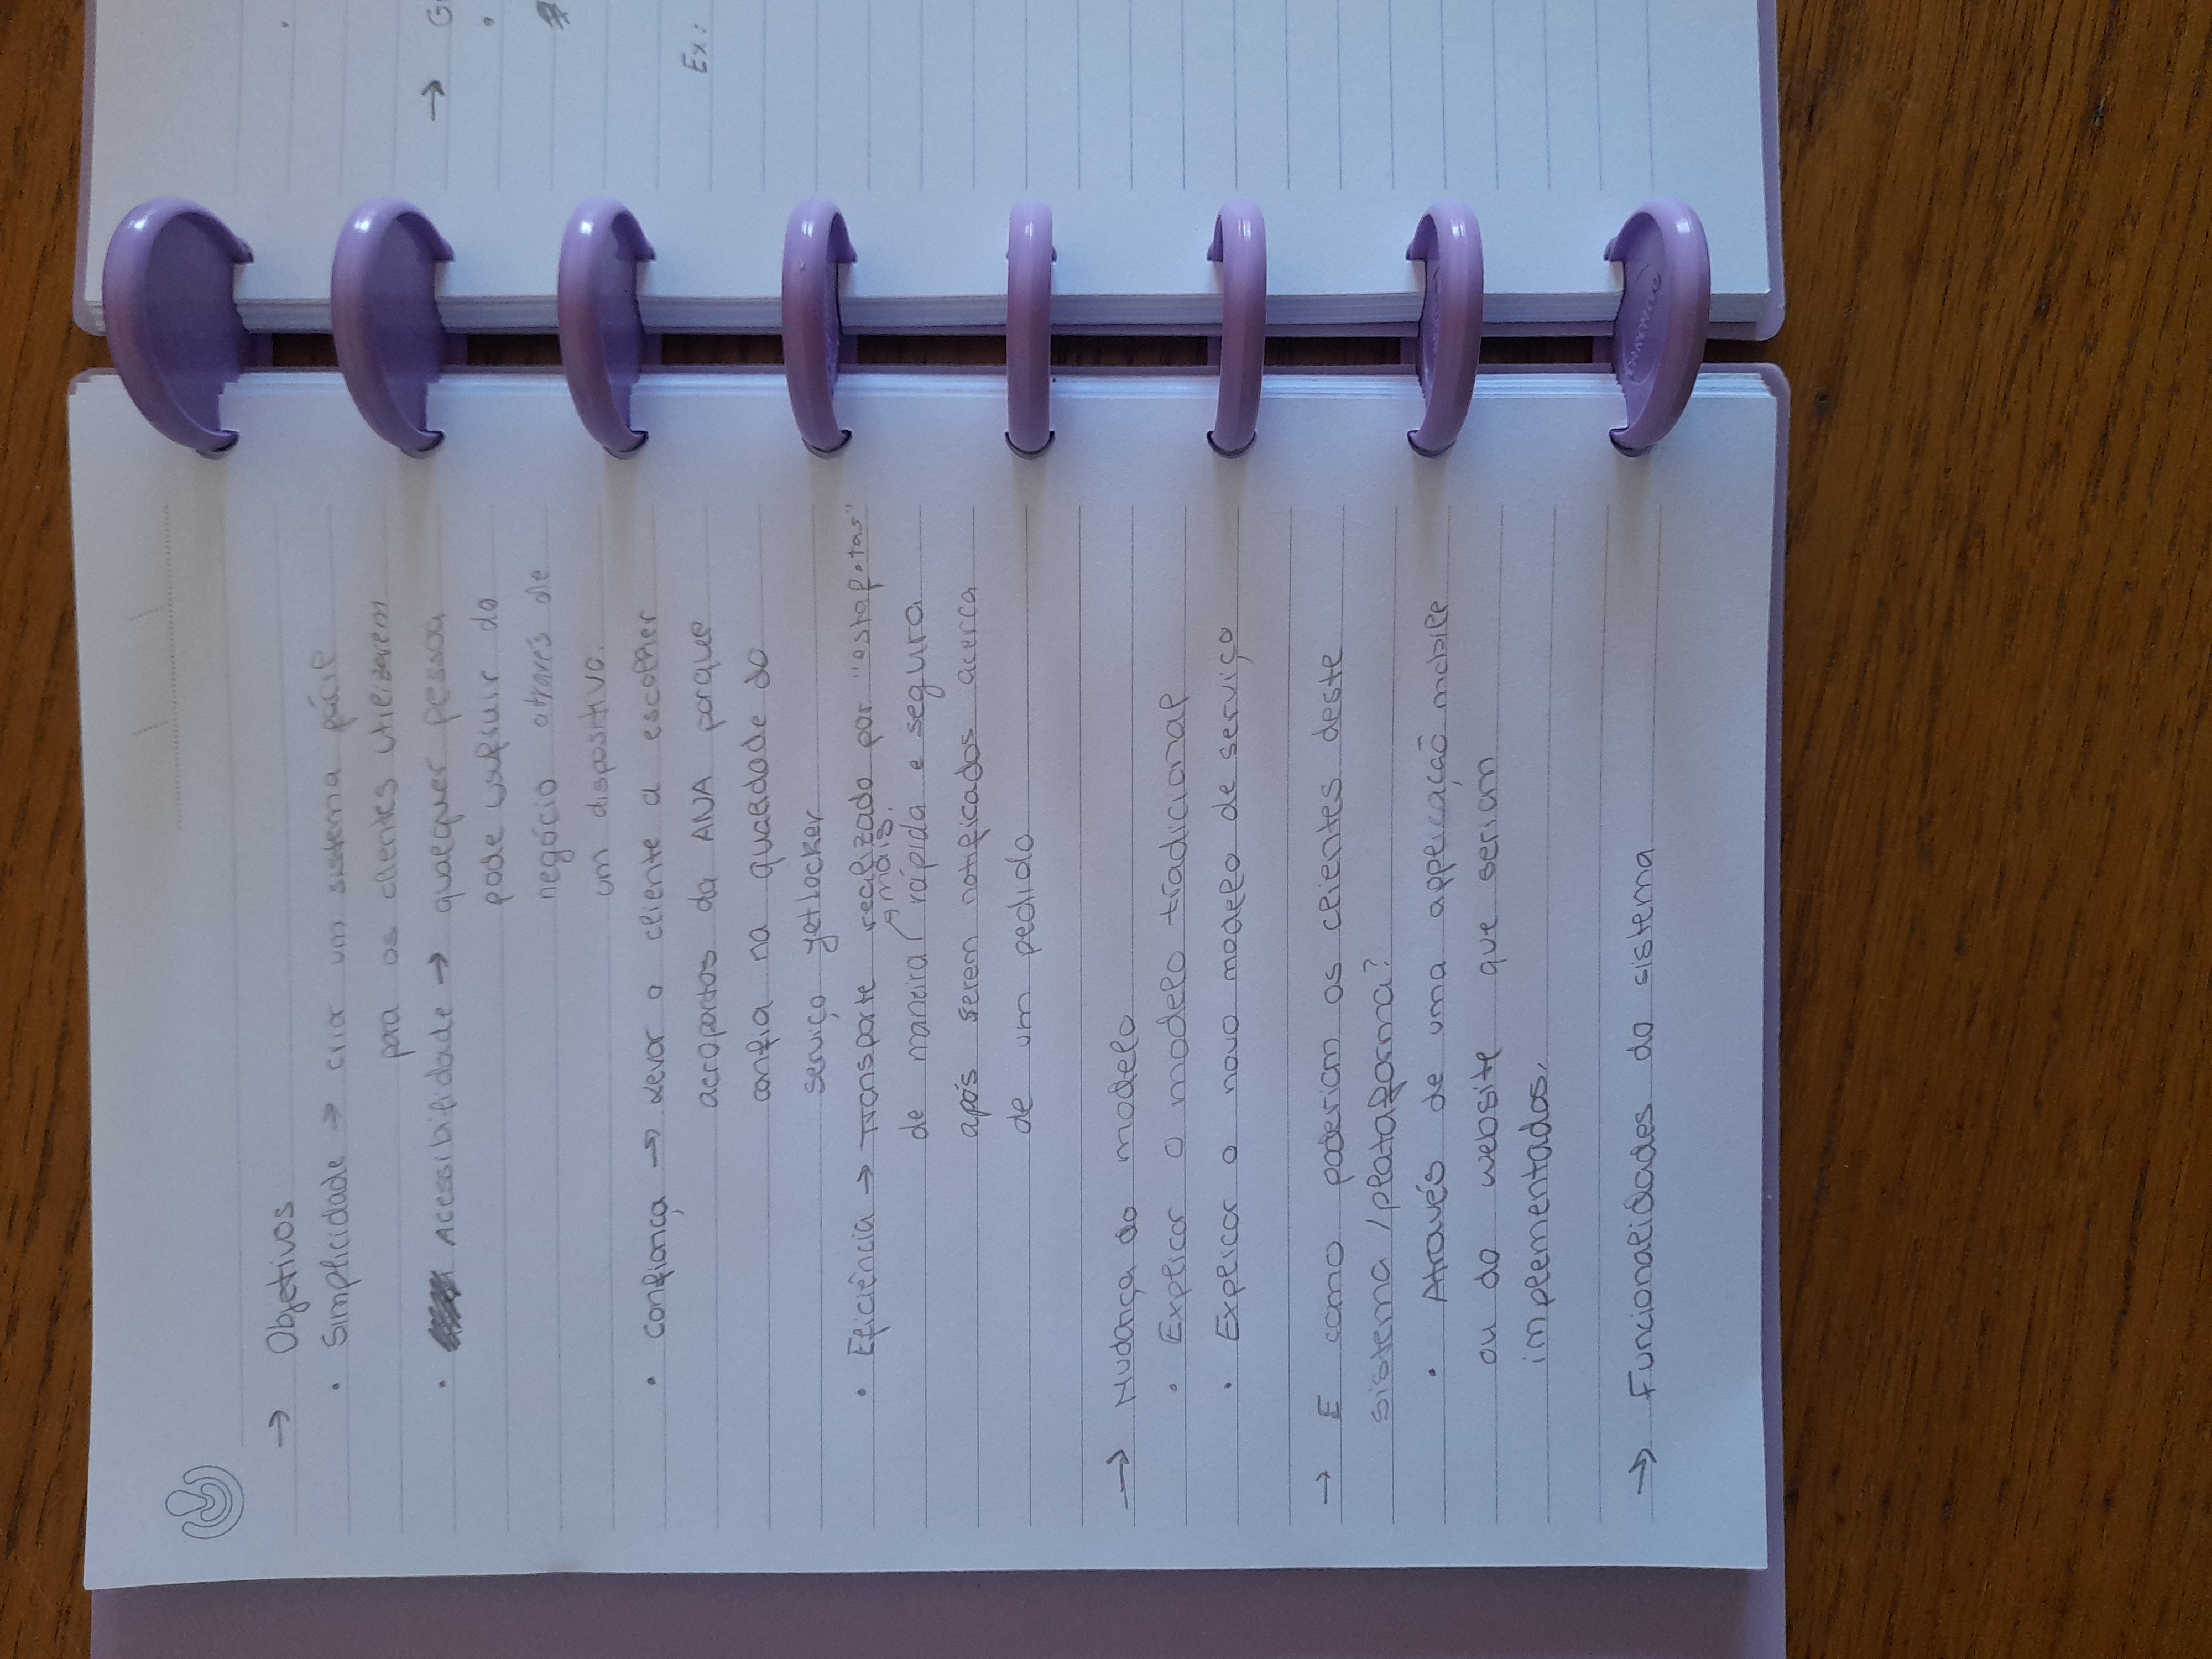 → Objetivos
• Simplicidade → criar um sistema fácil
para os clientes utilizarem
• Acessibilidade → qualquer pessoa
pode usufruir do
negócio através de
um dispositivo.
• Confiança → Levar o cliente a escolher
aeroportos da ANA porque
confia na qualidade do
serviço
• Eficiência → Transporte realizado por "estafetas"
mais.
de maneira rápida e segura
após serem notificados acerca
de um pedido
→ Mudança do modelo
• Explicar o modelo tradicional
• Explicar o novo modelo de serviço
→ E como poderiam os clientes deste
sistema / plataforma?
• Através de uma applicação mobile
ou do website que seriam
implementados.
→ Funcionalidades do sistema
→ G
Ex: